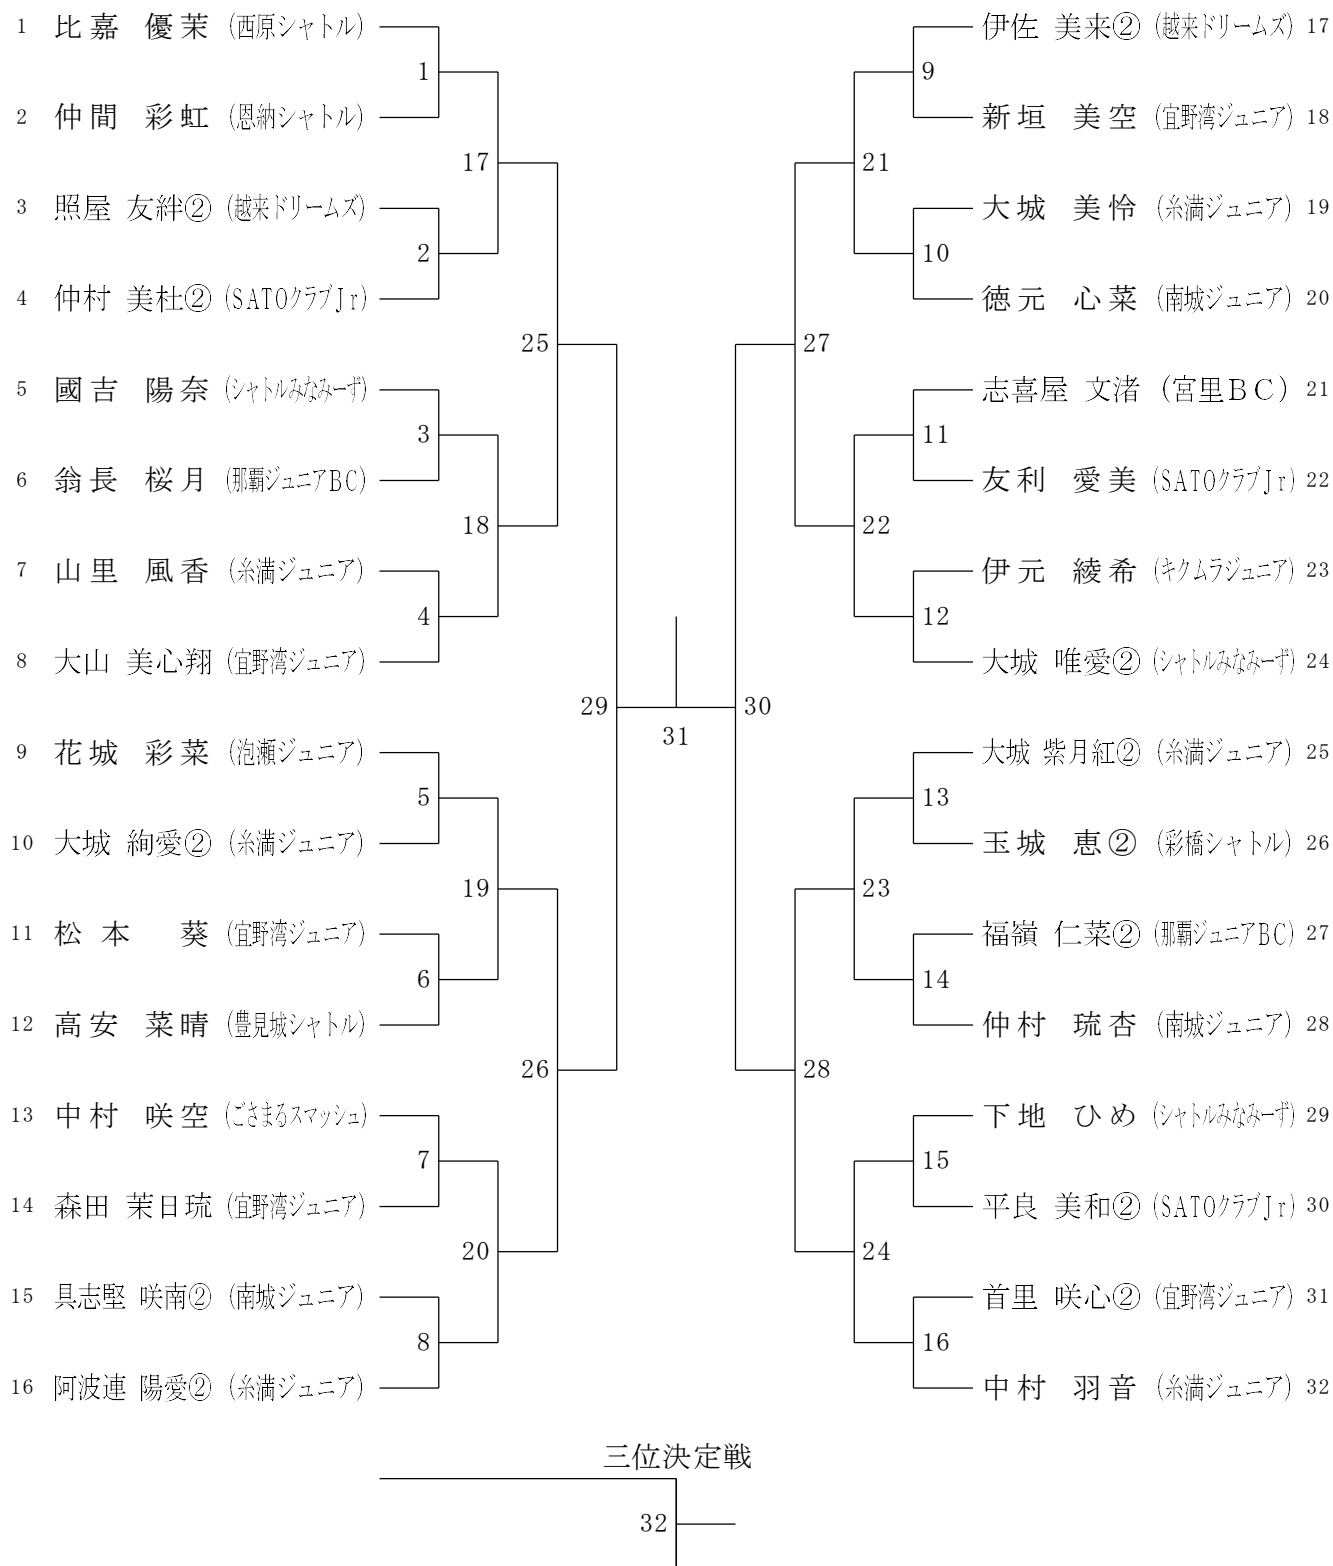 1 比嘉 優茉 (西原シャトル)
1
2 仲間 彩虹 (恩納シャトル)
17
3 照屋 友絆② (越来ドリームズ)
2
4 仲村 美杜② (SATOクラブJr)
25
5 國吉 陽奈 (シャトルみなみーず)
3
6 翁長 桜月 (那覇ジュニアBC)
18
7 山里 風香 (糸満ジュニア)
4
8 大山 美心翔 (宜野湾ジュニア)
29
9 花城 彩菜 (泡瀬ジュニア)
5
10 大城 絢愛② (糸満ジュニア)
19
11 松本 葵 (宜野湾ジュニア)
6
12 高安 菜晴 (豊見城シャトル)
26
13 中村 咲空 (ごさまるスマッシュ)
7
14 森田 茉日琉 (宜野湾ジュニア)
20
15 具志堅 咲南② (南城ジュニア)
8
16 阿波連 陽愛② (糸満ジュニア)
31
伊佐 美来② (越来ドリームズ) 17
9
新垣 美空 (宜野湾ジュニア) 18
21
大城 美怜 (糸満ジュニア) 19
10
徳元 心菜 (南城ジュニア) 20
27
志喜屋 文渚 (宮里BC) 21
11
友利 愛美 (SATOクラブJr) 22
22
伊元 綾希 (キクムラジュニア) 23
12
大城 唯愛② (シャトルみなみーず) 24
30
大城 紫月紅② (糸満ジュニア) 25
13
玉城 恵② (彩橋シャトル) 26
23
福嶺 仁菜② (那覇ジュニアBC) 27
14
仲村 琉杏 (南城ジュニア) 28
28
下地 ひめ (シャトルみなみーず) 29
15
平良 美和② (SATOクラブJr) 30
24
首里 咲心② (宜野湾ジュニア) 31
16
中村 羽音 (糸満ジュニア) 32
三位決定戦
32